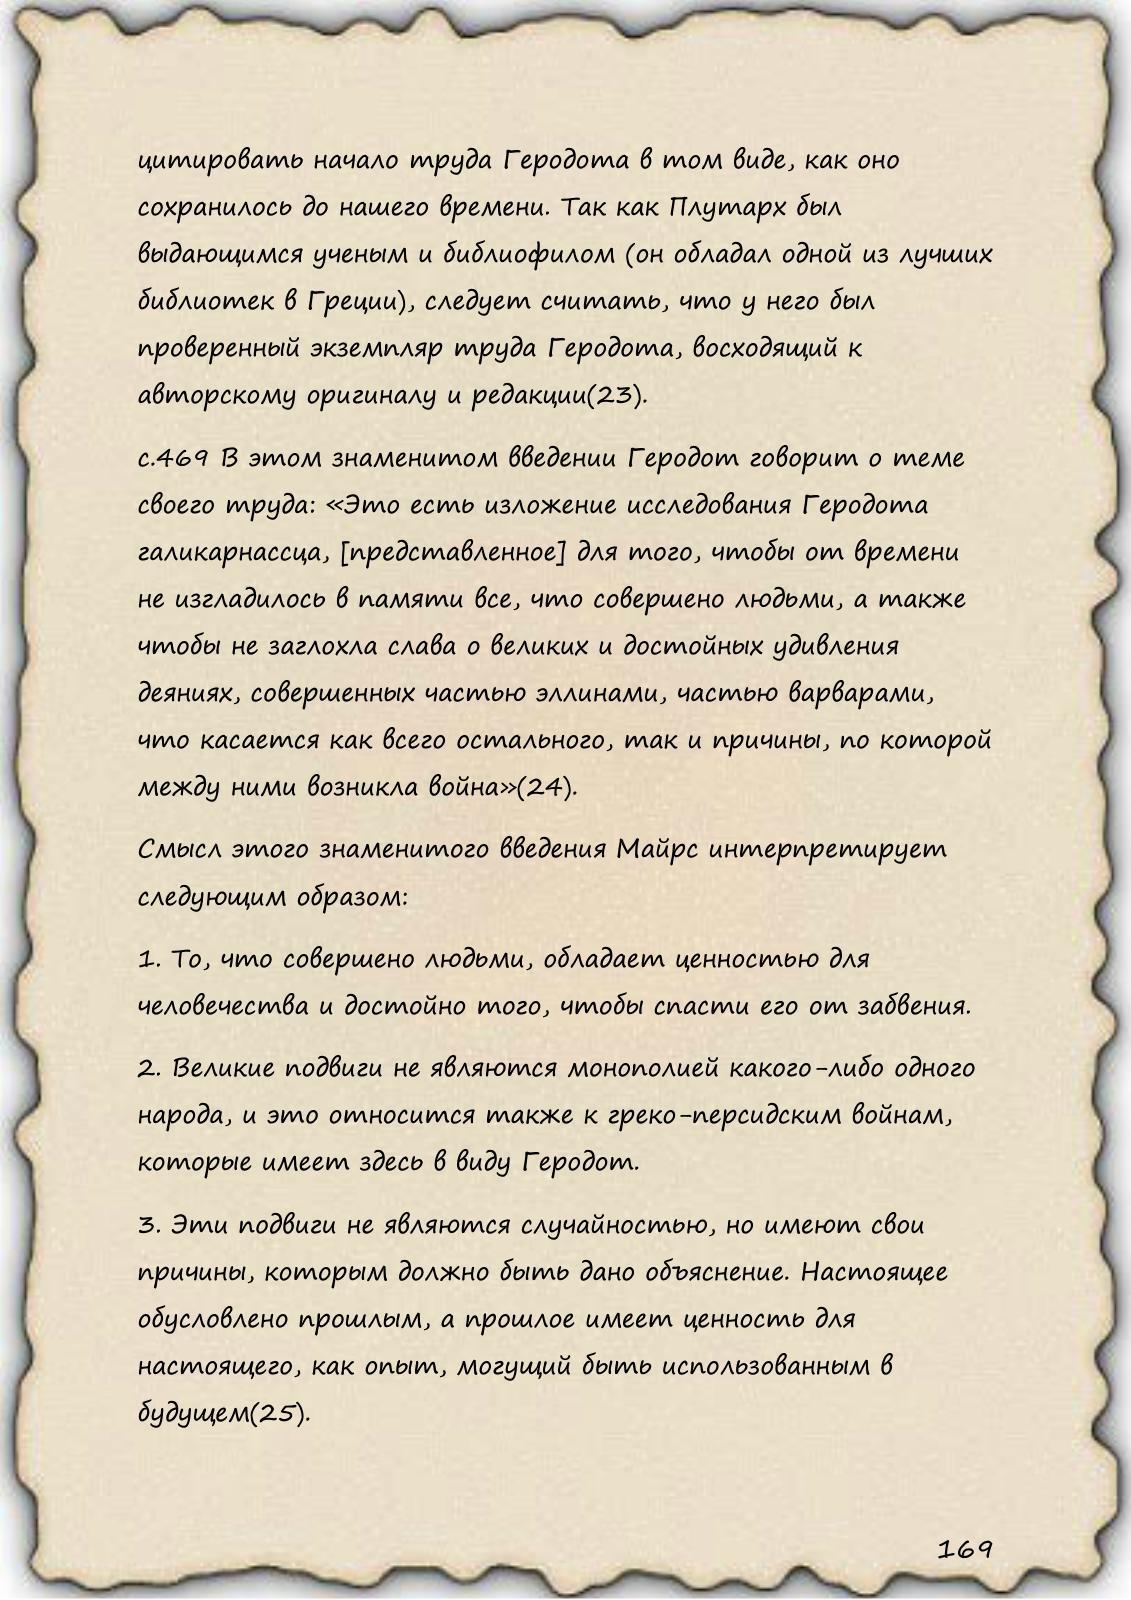 цитировать начало труда Геродота в том виде, как оно
сохранилось до нашего времени. Так как Плутарх был
выдающимся ученым и библиофилом (он обладал одной из лучших
библиотек в Греции), следует считать, что у него был
проверенный экземпляр труда Геродота, восходящий к
авторскому оригиналу и редакции(23).
с.469 В этом знаменитом введении Геродот говорит о теме
своего труда: «Это есть изложение исследования Геродота
галикарнассца, [представленное] для того, чтобы от времени
не изгладилось в памяти все, что совершено людьми, а также
чтобы не заглохла слава о великих и достойных удивления
деяниях, совершенных частью эллинами, частью варварами,
что касается как всего остального, так и причины, по которой
между ними возникла война»(24).
Смысл этого знаменитого введения Майрс интерпретирует
следующим образом:
1. То, что совершено людьми, обладает ценностью для
человечества и достойно того, чтобы спасти его от забвения.
2. Великие подвиги не являются монополией какого-либо одного
народа, и это относится также к греко-персидским войнам,
которые имеет здесь в виду Геродот.
3. Эти подвиги не являются случайностью, но имеют свои
причины, которым должно быть дано объяснение. Настоящее
обусловлено прошлым, а прошлое имеет ценность для
настоящего, как опыт, могущий быть использованным в
будущем(25).
169